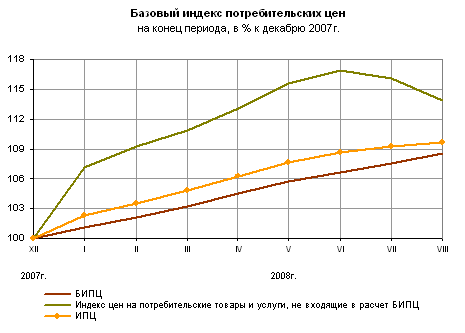 Базовый индекс потребительских цен
на конец периода, в % к декабрю 2007г.
118
115
112
109
106
103
100
XII I II III IV V VI VII VIII
2007г. 2008г.
БИПЦ
Индекс цен на потребительские товары и услуги, не входящие в расчет БИПЦ
ИПЦ